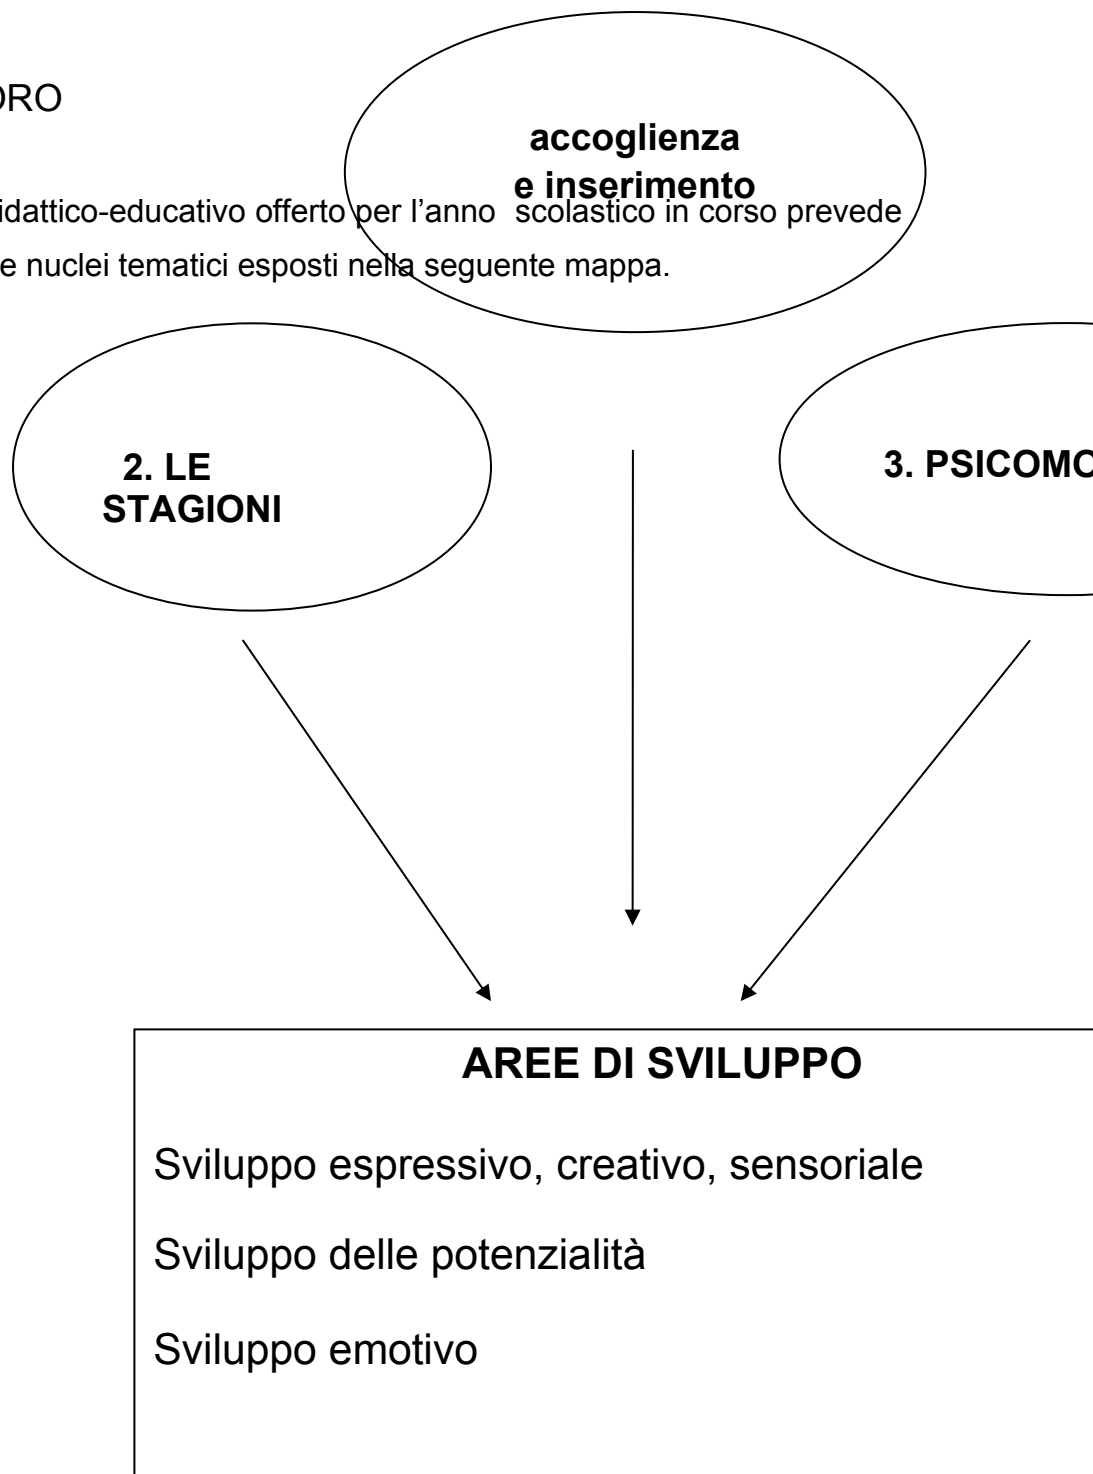 ORO
accoglienza
e inserimento
idattico-educativo offerto per l’anno  scolastico in corso prevede
e nuclei tematici esposti nella seguente mappa.
2. LE
STAGIONI
3. PSICOMO
AREE DI SVILUPPO
Sviluppo espressivo, creativo, sensoriale
Sviluppo delle potenzialità
Sviluppo emotivo